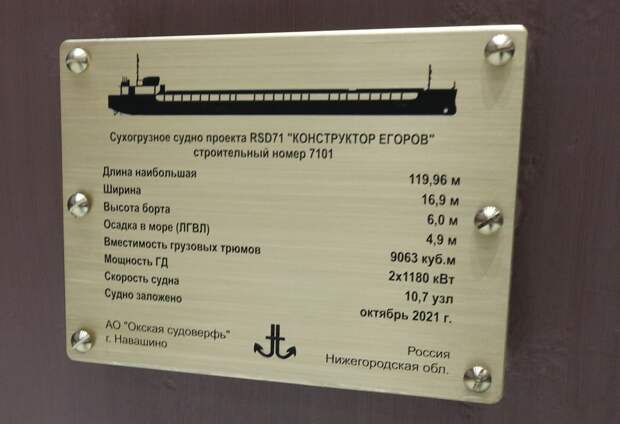 Сухогрузное судно проекта RSD71 "КОНСТРУКТОР ЕГОРОВ"
строительный номер 7101
Длина наибольшая 119,96 м
Ширина 16,9 м
Высота борта 6,0 м
Осадка в море (ЛГВЛ) 4,9 м
Вместимость грузовых трюмов 9063 куб.м
Мощность ГД 2x1180 кВт
Скорость судна 10,7 узл
Судно заложено октябрь 2021 г.
АО "Окская судоверфь"
г. Навашино
Россия
Нижегородская обл.